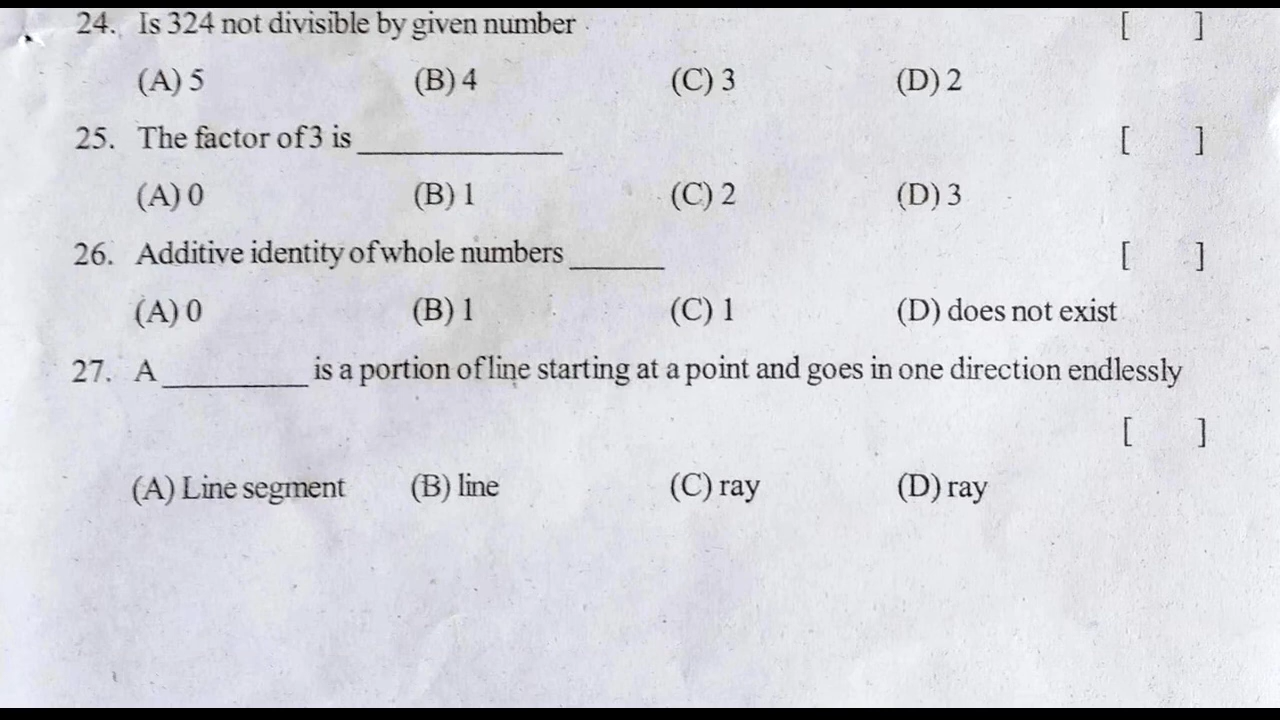 24. Is 324 not divisible by given number [ ]
(A) 5 (B) 4 (C) 3 (D) 2
25. The factor of 3 is ____________ [ ]
(A) 0 (B) 1 (C) 2 (D) 3
26. Additive identity of whole numbers ______ [ ]
(A) 0 (B) 1 (C) 1 (D) does not exist
27. A _________ is a portion of line starting at a point and goes in one direction endlessly
[ ]
(A) Line segment (B) line (C) ray (D) ray